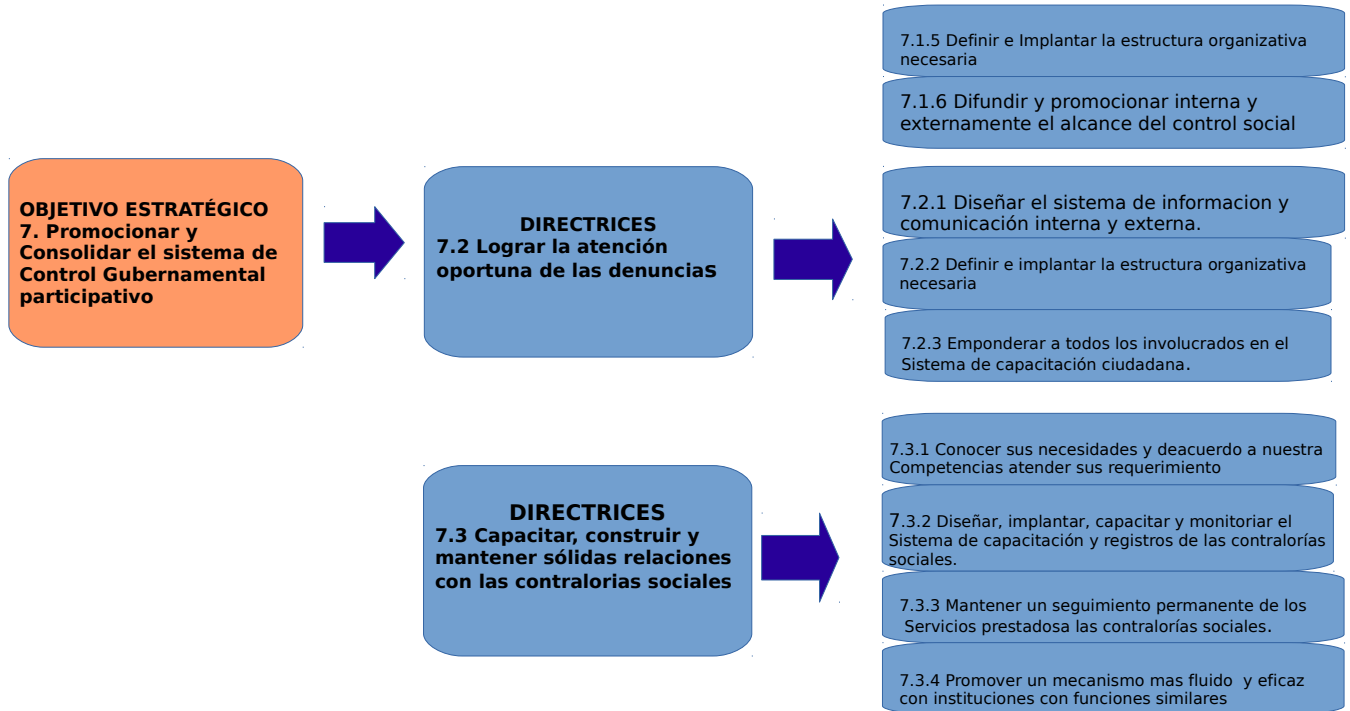 OBJETIVO ESTRATÉGICO
7. Promocionar y
Consolidar el sistema de
Control Gubernamental
participativo
DIRECTRICES
7.2 Lograr la atención
oportuna de las denuncias
DIRECTRICES
7.3 Capacitar, construir y
mantener sólidas relaciones
con las contralorias sociales
7.1.5 Definir e Implantar la estructura organizativa
necesaria
7.1.6 Difundir y promocionar interna y
externamente el alcance del control social
7.2.1 Diseñar el sistema de informacion y
comunicación interna y externa.
7.2.2 Definir e implantar la estructura organizativa
necesaria
7.2.3 Emponderar a todos los involucrados en el
Sistema de capacitación ciudadana.
7.3.1 Conocer sus necesidades y deacuerdo a nuestra
Competencias atender sus requerimiento
7.3.2 Diseñar, implantar, capacitar y monitoriar el
Sistema de capacitación y registros de las contralorías
sociales.
7.3.3 Mantener un seguimiento permanente de los
Servicios prestadosa las contralorías sociales.
7.3.4 Promover un mecanismo mas fluido y eficaz
con instituciones con funciones similares